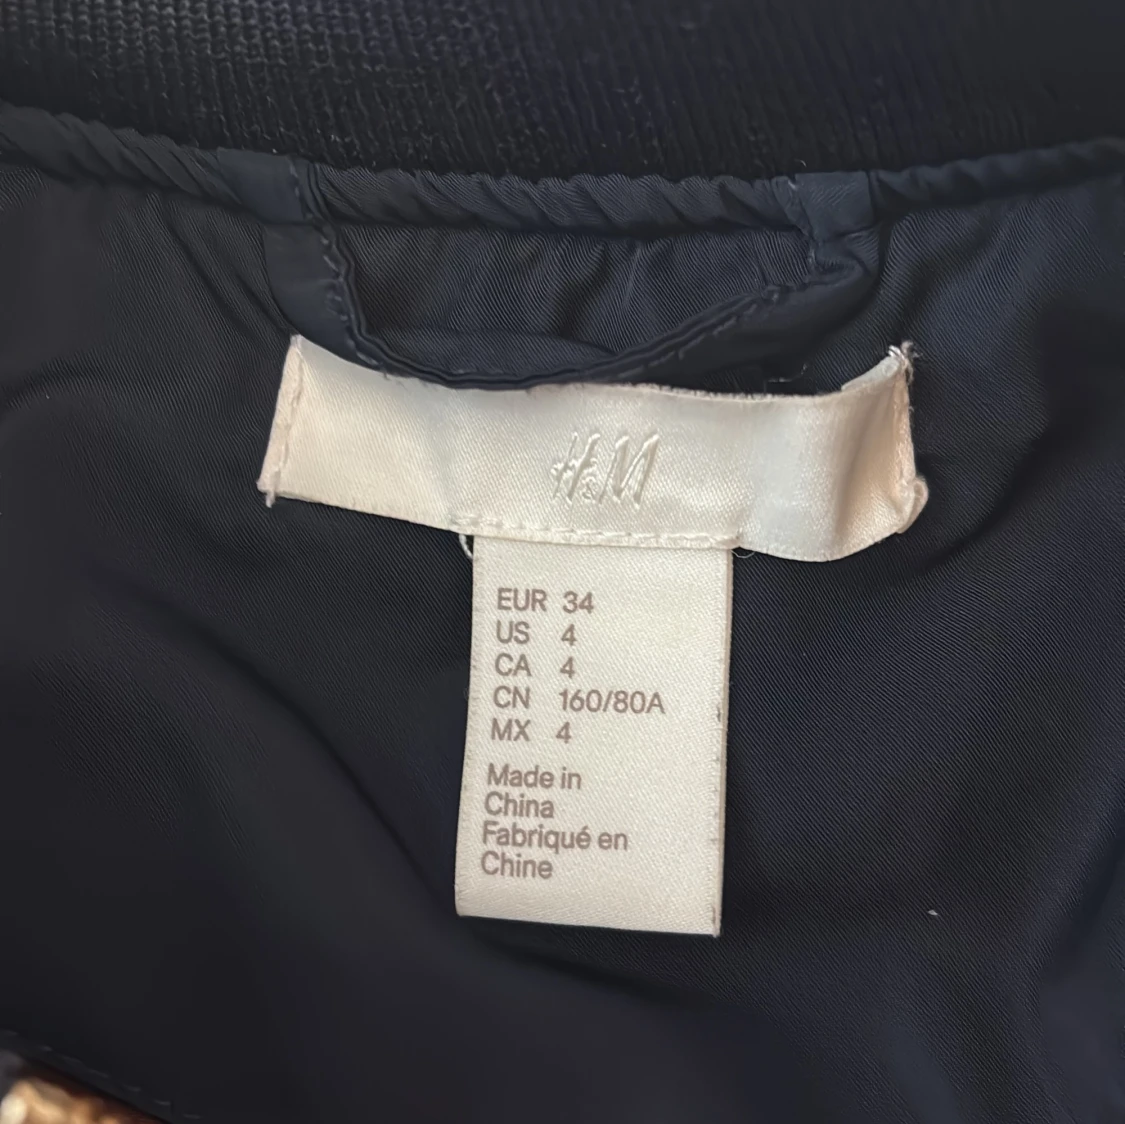 H&M
EUR 34
US 4
CA 4
CN 160/80A
MX 4
Made in
China
Fabriqué en
Chine